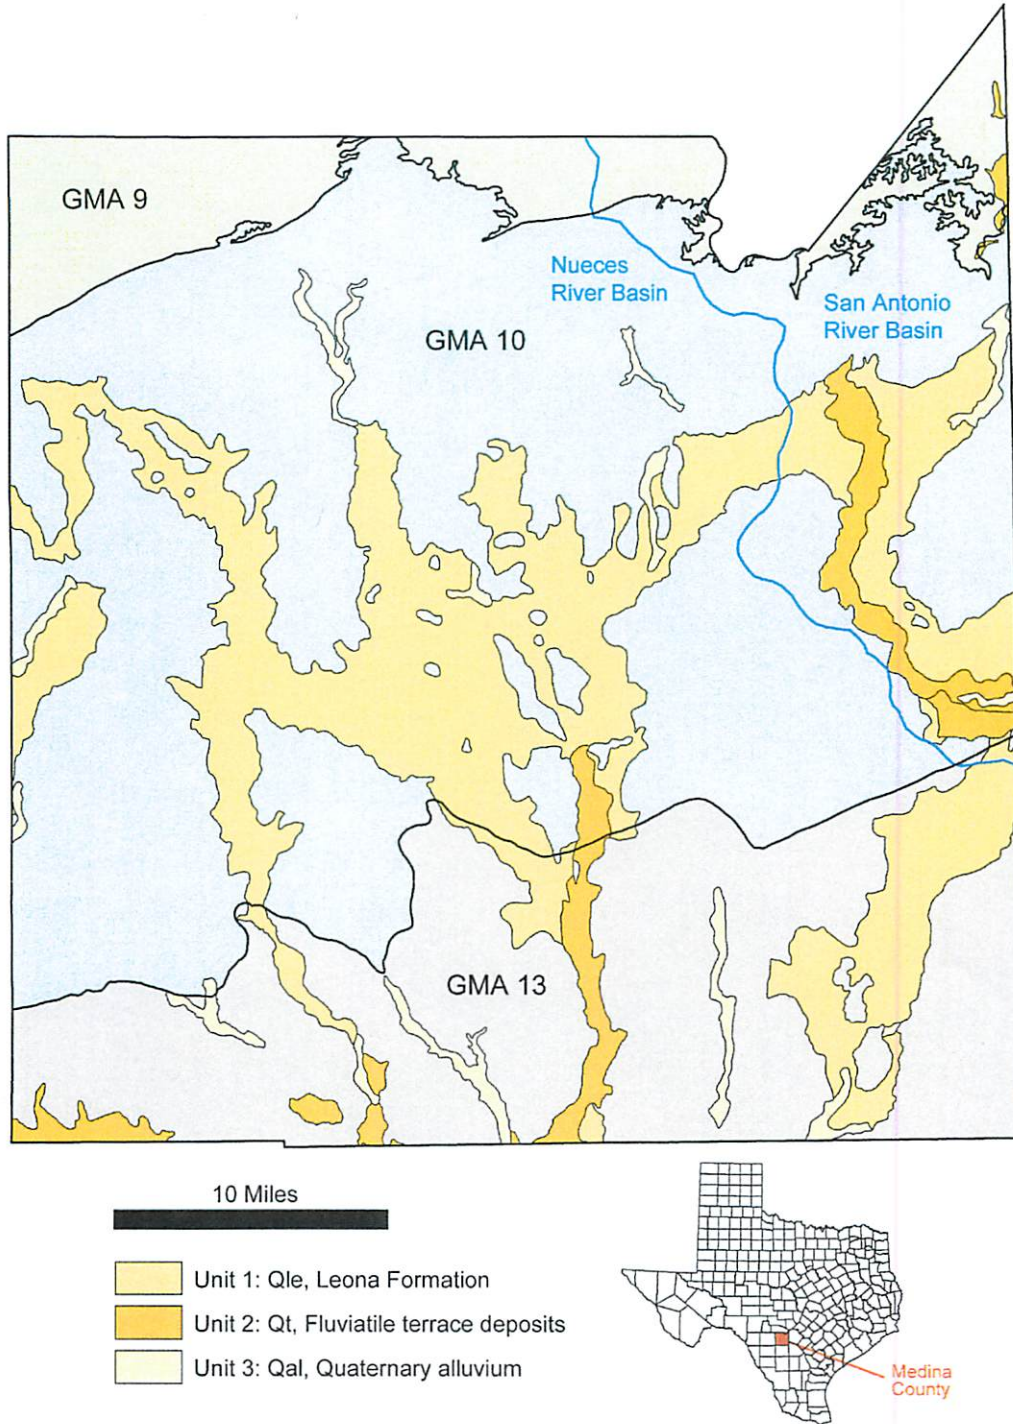 GMA 9
Nueces
River Basin
San Antonio
River Basin
GMA 10
GMA 13
10 Miles
Unit 1: Qle, Leona Formation
Unit 2: Qt, Fluviatile terrace deposits
Unit 3: Qal, Quaternary alluvium
Medina
County